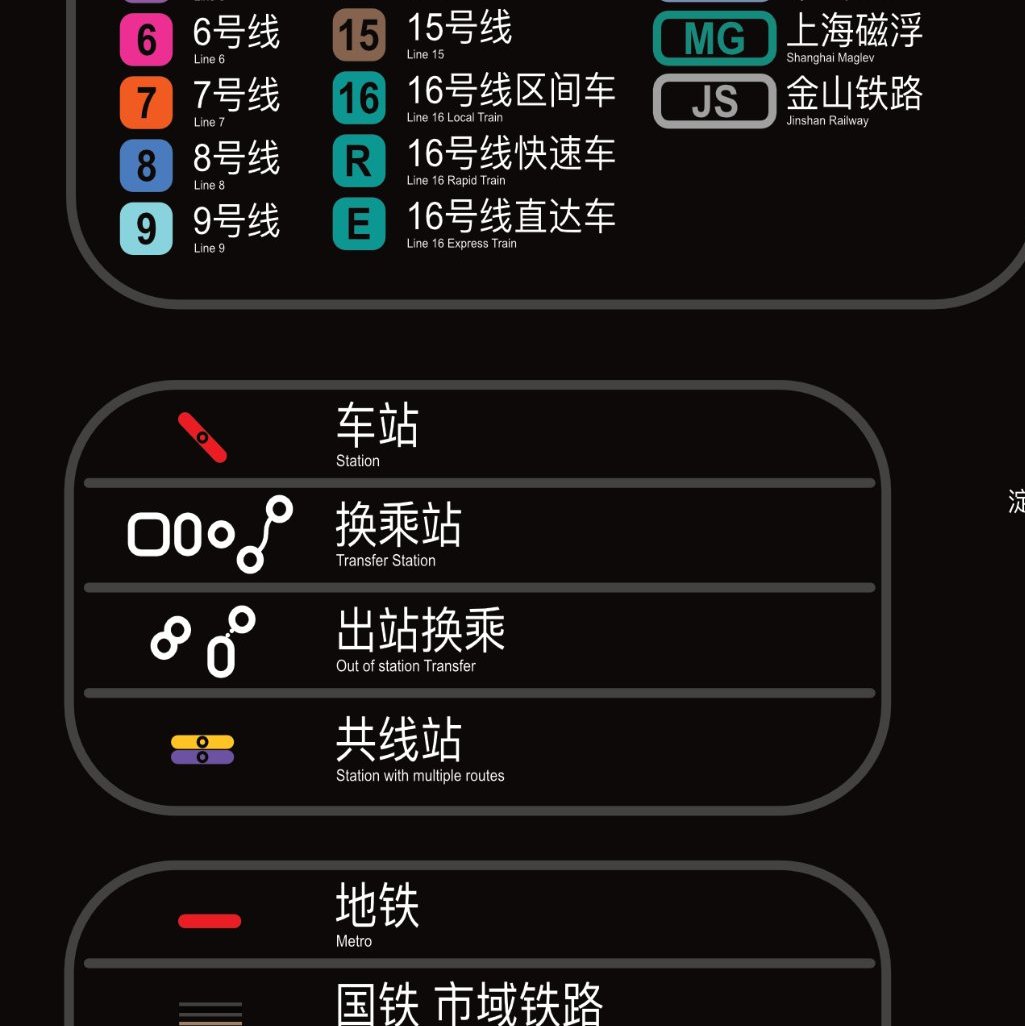 6 6号线
Line 6
7 7号线
Line 7
8 8号线
Line 8
9 9号线
Line 9
15 15号线
Line 15
16 16号线区间车
Line 16 Local Train
R 16号线快速车
Line 16 Rapid Train
E 16号线直达车
Line 16 Express Train
MG 上海磁浮
Shanghai Maglev
JS 金山铁路
Jinshan Railway
车站
Station
换乘站
Transfer Station
出站换乘
Out of station Transfer
共线站
Station with multiple routes
淀
地铁
Metro
国铁 市域铁路